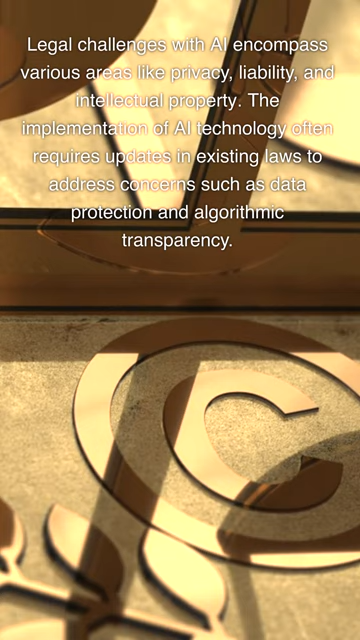 Legal challenges with AI encompass
various areas like privacy, liability, and
intellectual property. The
implementation of AI technology often
requires updates in existing laws to
address concerns such as data
protection and algorithmic
transparency.
©